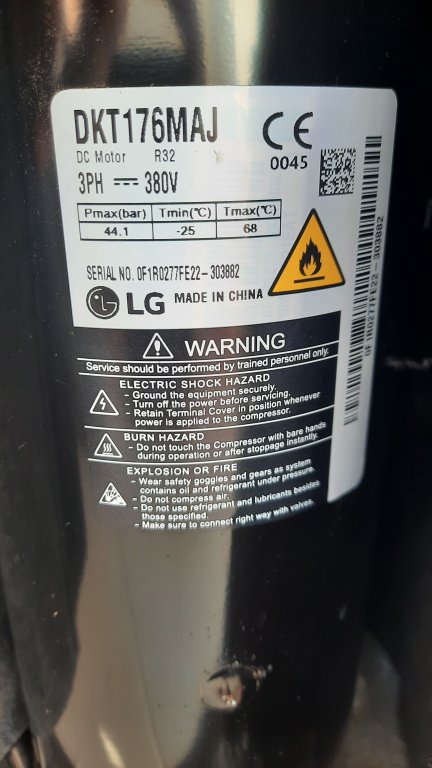 DKT176MAJ
CE
DC Motor R32
0045
3PH ⎓ 380V
Pmax(bar) Tmin(℃) Tmax(℃)
44.1 -25 68
SERIAL NO. 0F1R0277FE22-303882
LG MADE IN CHINA
0F1R0277FE22-303882
WARNING
Service should be performed by trained personnel only.
ELECTRIC SHOCK HAZARD
- Ground the equipment securely.
- Turn off the power before servicing.
- Retain Terminal Cover in position whenever
power is applied to the compressor.
BURN HAZARD
- Do not touch the Compressor with bare hands
during operation or after stoppage instantly.
EXPLOSION OR FIRE
- Wear safety goggles and gears as system
contains oil and refrigerant under pressure.
- Do not compress air.
- Do not use refrigerant and lubricants besides
those specified.
- Make sure to connect right way with valves.